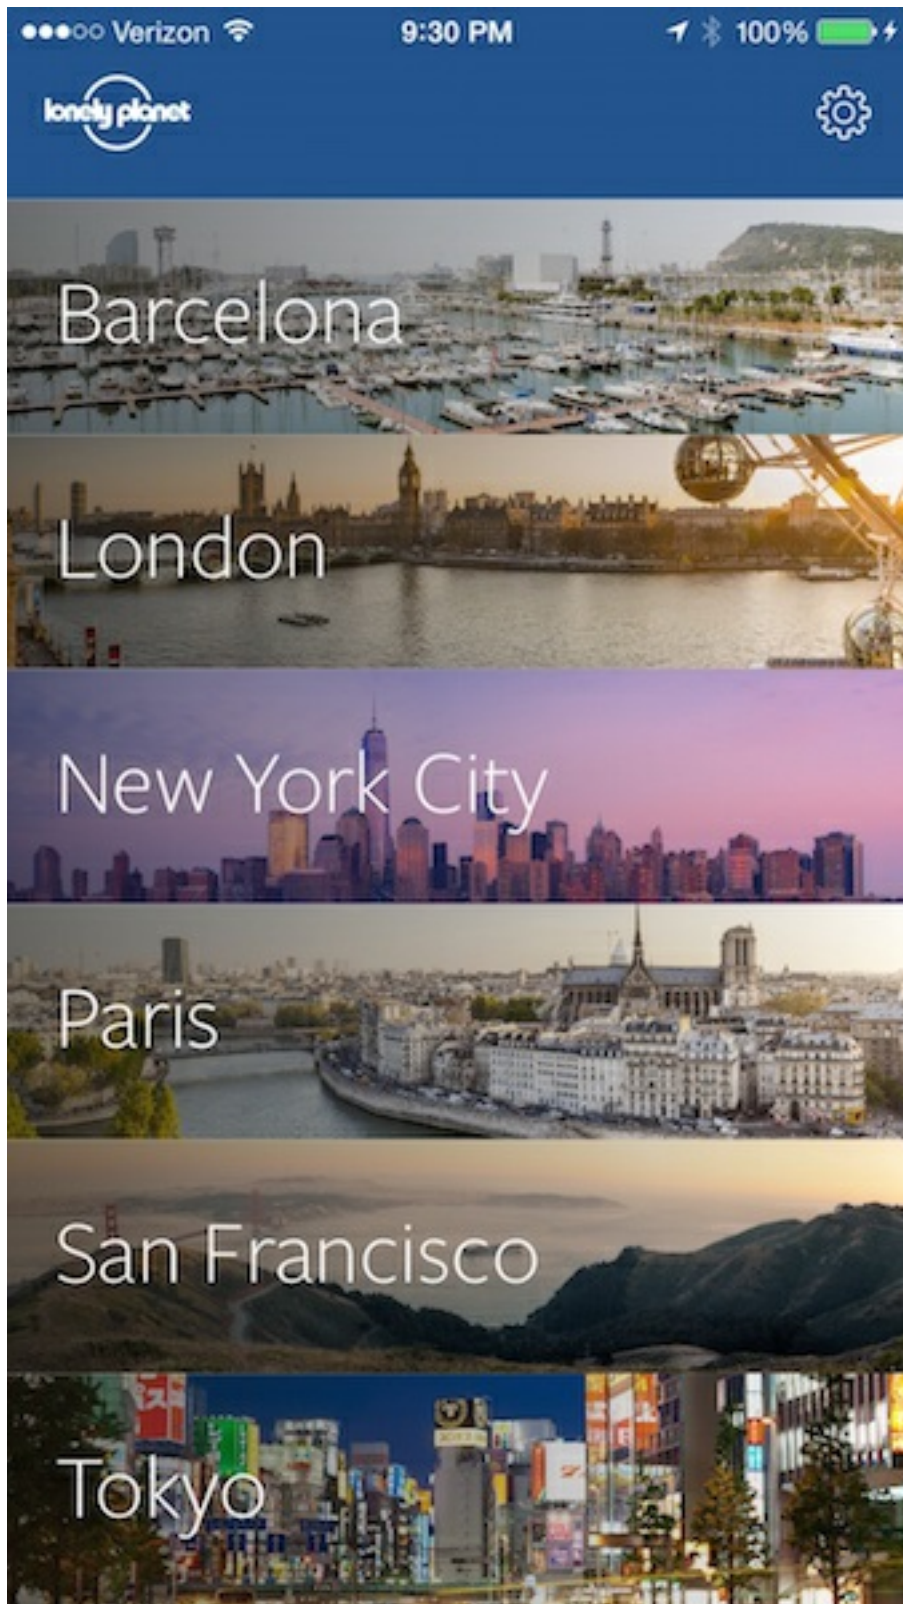 Verizon 9:30 PM 100%
lonely planet
Barcelona
London
New York City
Paris
San Francisco
Tokyo